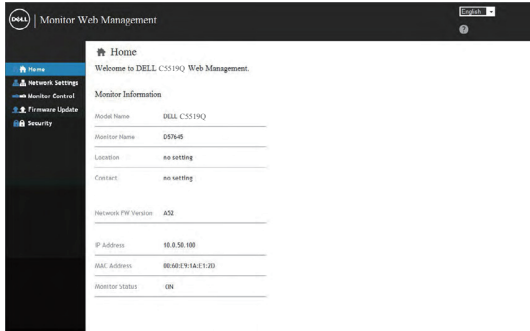 DELL Monitor Web Management
English
?
Home
Network Settings
Monitor Control
Firmware Update
Security
Home
Welcome to DELL C5519Q Web Management.
Monitor Information
Model Name DELL C5519Q
Monitor Name D57645
Location no setting
Contact no setting
Network FW Version A52
IP Address 10.0.50.100
MAC Address 00:60:E9:1A:E1:2D
Monitor Status ON